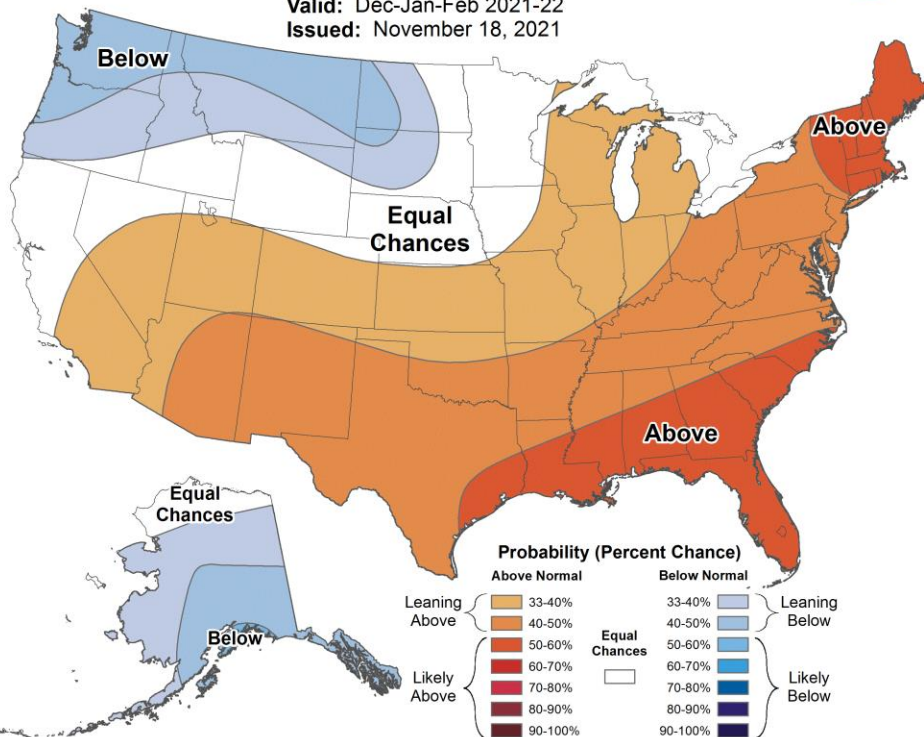 Valid: Dec-Jan-Feb 2021-22
Issued: November 18, 2021
Below
Above
Equal
Chances
Above
Equal
Chances
Below
Probability (Percent Chance)
Above Normal
Below Normal
Leaning
Above
33-40%
40-50%
50-60%
60-70%
70-80%
80-90%
90-100%
Likely
Above
Equal
Chances
33-40%
40-50%
50-60%
60-70%
70-80%
80-90%
90-100%
Leaning
Below
Likely
Below